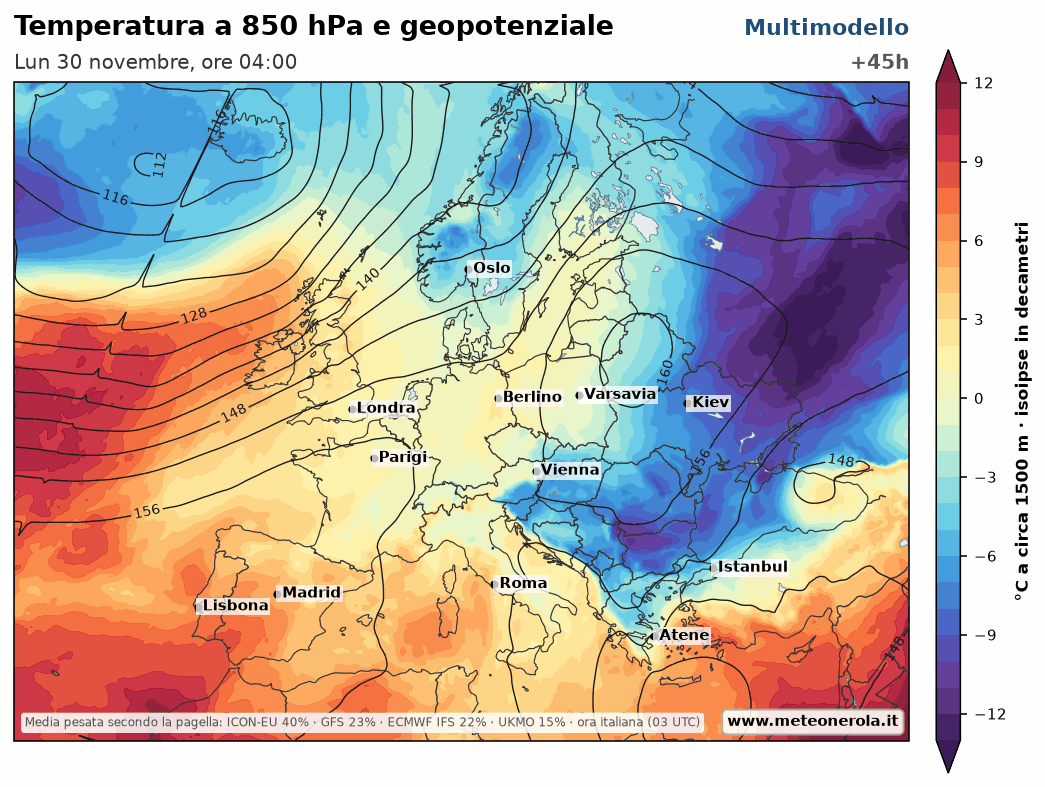 Temperatura a 850 hPa e geopotenziale
Multimodello
Lun 30 novembre, ore 04:00
+45h
12
9
6
3
0
−3
−6
−9
−12
°C a circa 1500 m · isoipse in decametri
116
112
116
128
140
148
156
160
156
148
148
Oslo
Londra
Berlino
Varsavia
Kiev
Parigi
Vienna
Istanbul
Roma
Madrid
Lisbona
Atene
Media pesata secondo la pagella: ICON-EU 40% · GFS 23% · ECMWF IFS 22% · UKMO 15% · ora italiana (03 UTC)
www.meteonerola.it